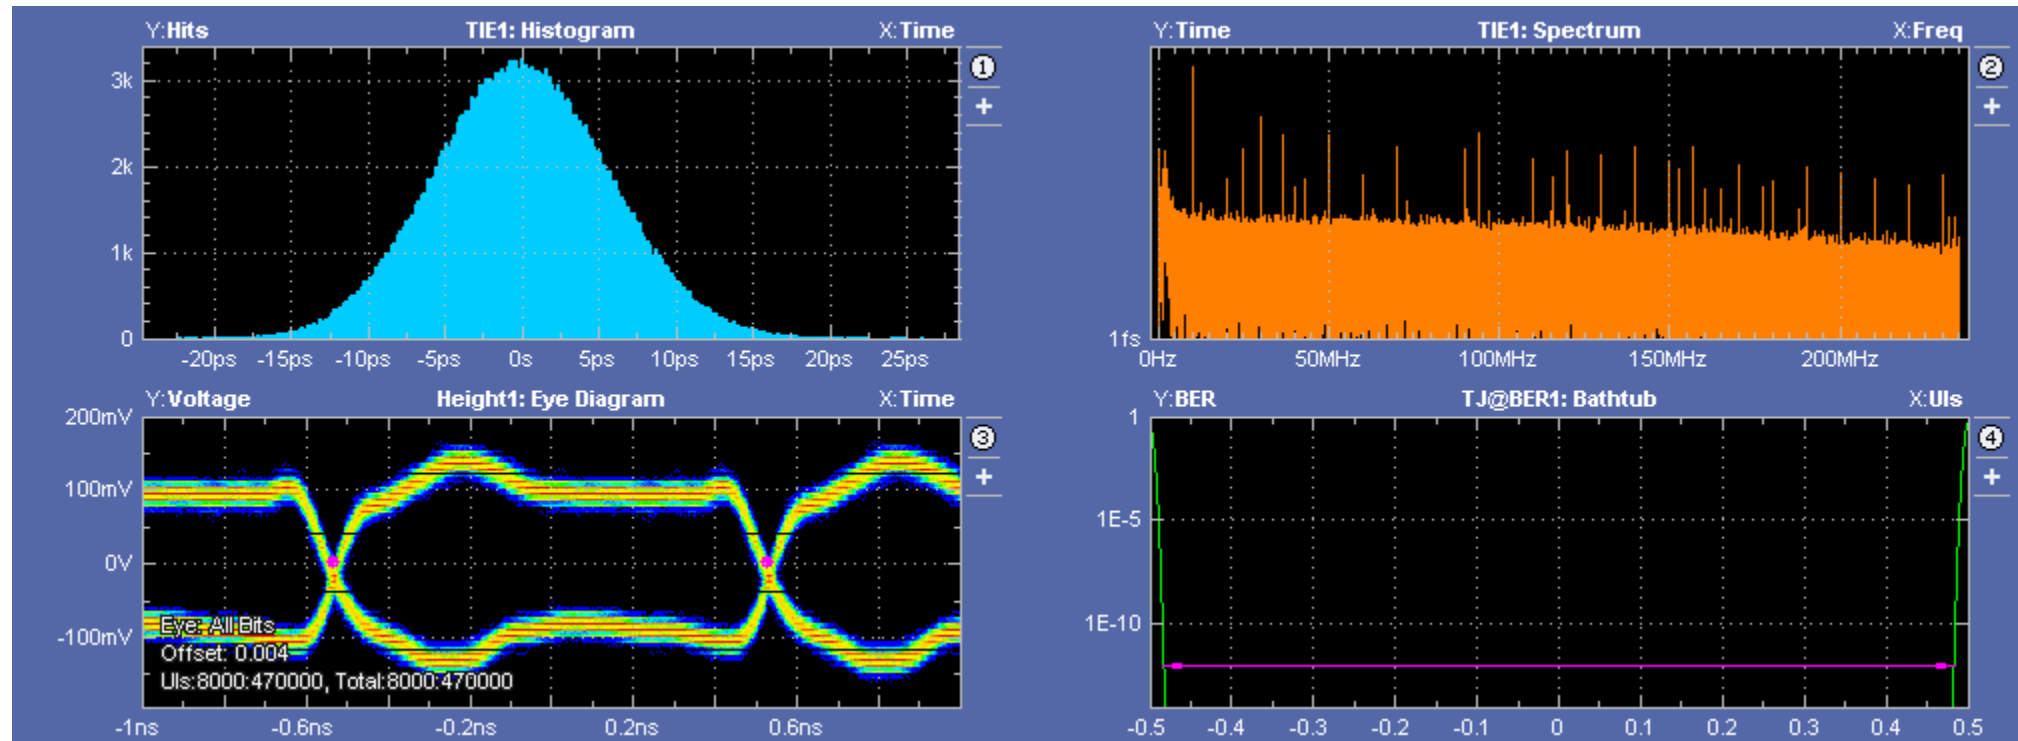 Y:Hits TIE1: Histogram X:Time
3k
2k
1k
0
-20ps -15ps -10ps -5ps 0s 5ps 10ps 15ps 20ps 25ps
1
+
Y:Time TIE1: Spectrum X:Freq
1fs
0Hz 50MHz 100MHz 150MHz 200MHz
2
+
Y:Voltage Height1: Eye Diagram X:Time
200mV
100mV
0V
-100mV
Eye: All Bits
Offset: 0.004
UIs:8000:470000, Total:8000:470000
-1ns -0.6ns -0.2ns 0.2ns 0.6ns
3
+
Y:BER TJ@BER1: Bathtub X:UIs
1
1E-5
1E-10
-0.5 -0.4 -0.3 -0.2 -0.1 0 0.1 0.2 0.3 0.4 0.5
4
+